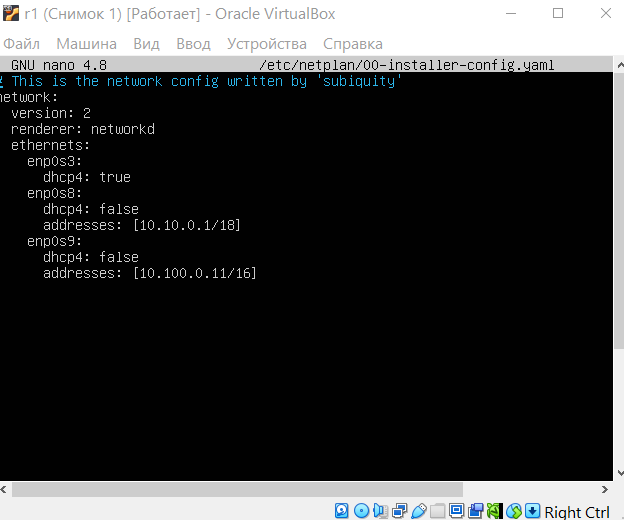 r1 (Снимок 1) [Работает] - Oracle VirtualBox
Файл Машина Вид Ввод Устройства Справка
GNU nano 4.8 /etc/netplan/00-installer-config.yaml
# This is the network config written by 'subiquity'
network:
  version: 2
  renderer: networkd
  ethernets:
    enp0s3:
      dhcp4: true
    enp0s8:
      dhcp4: false
      addresses: [10.10.0.1/18]
    enp0s9:
      dhcp4: false
      addresses: [10.100.0.11/16]
Right Ctrl